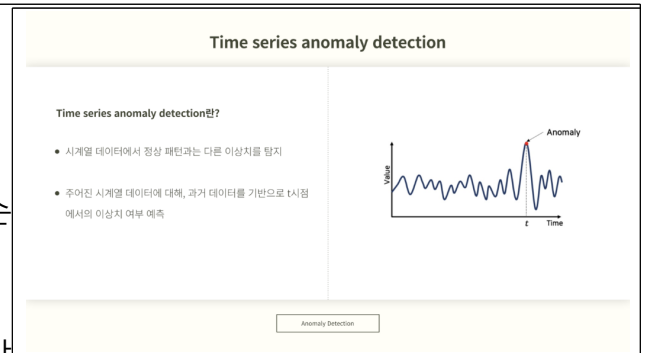 Time series anomaly detection
Time series anomaly detection란?
● 시계열 데이터에서 정상 패턴과는 다른 이상치를 탐지
● 주어진 시계열 데이터에 대해, 과거 데이터를 기반으로 t시점
에서의 이상치 여부 예측
Anomaly
Value
t
Time
Anomaly Detection